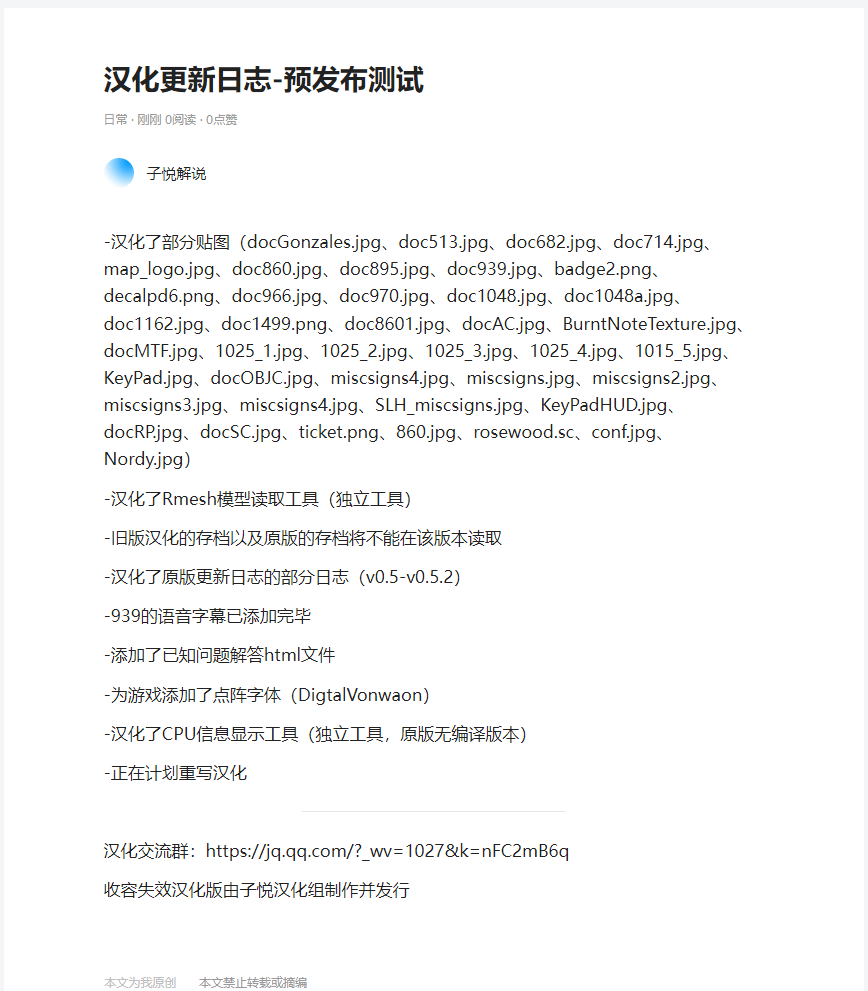 汉化更新日志-预发布测试
日常 · 刚刚 0阅读 · 0点赞
子悦解说
-汉化了部分贴图（docGonzales.jpg、doc513.jpg、doc682.jpg、doc714.jpg、
map_logo.jpg、doc860.jpg、doc895.jpg、doc939.jpg、badge2.png、
decalpd6.png、doc966.jpg、doc970.jpg、doc1048.jpg、doc1048a.jpg、
doc1162.jpg、doc1499.png、doc8601.jpg、docAC.jpg、BurntNoteTexture.jpg、
docMTF.jpg、1025_1.jpg、1025_2.jpg、1025_3.jpg、1025_4.jpg、1015_5.jpg、
KeyPad.jpg、docOBJC.jpg、miscsigns4.jpg、miscsigns.jpg、miscsigns2.jpg、
miscsigns3.jpg、miscsigns4.jpg、SLH_miscsigns.jpg、KeyPadHUD.jpg、
docRP.jpg、docSC.jpg、ticket.png、860.jpg、rosewood.sc、conf.jpg、
Nordy.jpg）
-汉化了Rmesh模型读取工具（独立工具）
-旧版汉化的存档以及原版的存档将不能在该版本读取
-汉化了原版更新日志的部分日志（v0.5-v0.5.2）
-939的语音字幕已添加完毕
-添加了已知问题解答html文件
-为游戏添加了点阵字体（DigtalVonwaon）
-汉化了CPU信息显示工具（独立工具，原版无编译版本）
-正在计划重写汉化
汉化交流群：https://jq.qq.com/?_wv=1027&k=nFC2mB6q
收容失效汉化版由子悦汉化组制作并发行
本文为我原创 本文禁止转载或摘编